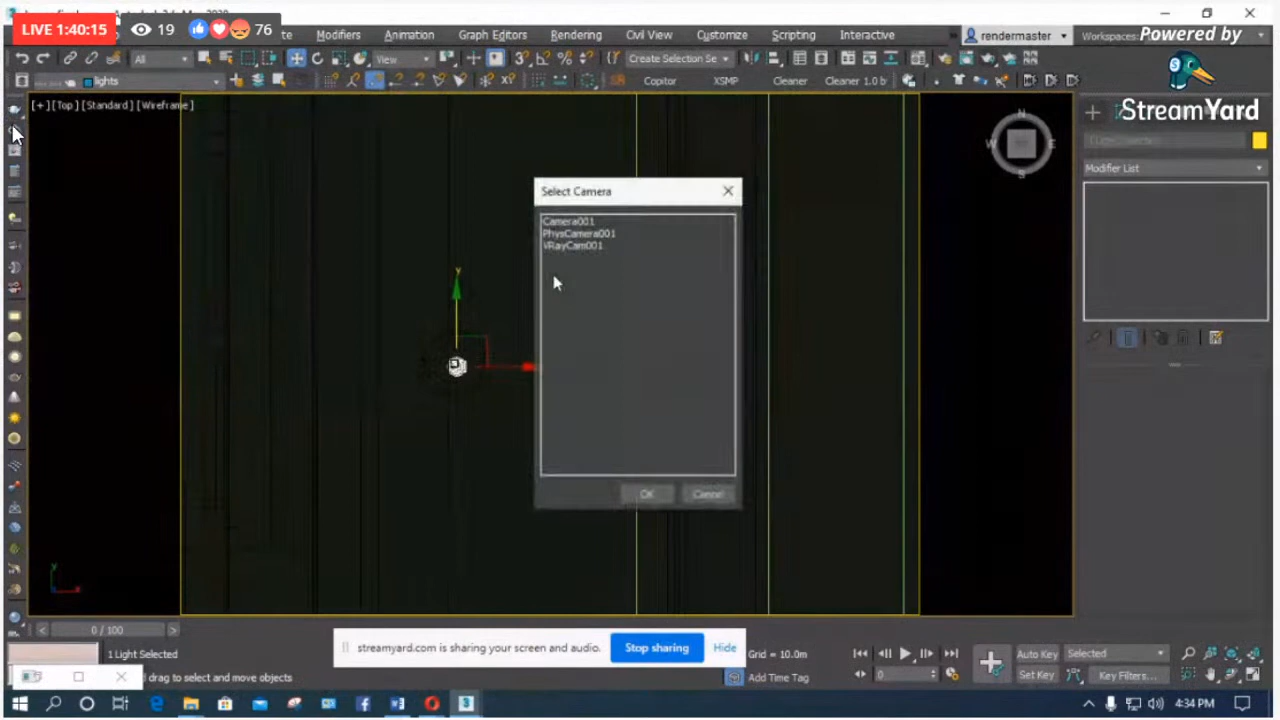 LIVE 1:40:15
19
76
Modifiers
Animation
Graph Editors
Rendering
Civil View
Customize
Scripting
Interactive
rendermaster
Workspaces:
Powered by
StreamYard
All
View
Create Selection Se
lights
Copitor
XSMP
Cleaner
Cleaner 1.0 b
[+] [Top] [Standard] [Wireframe]
N
W
E
S
Modifier List
Select Camera
Camera001
PhysCamera001
VRayCam001
OK
Cancel
y
0 / 100
streamyard.com is sharing your screen and audio.
Stop sharing
Hide
1 Light Selected
drag to select and move objects
Grid = 10.0m
Add Time Tag
Auto Key
Selected
Set Key
Key Filters...
0
4:34 PM